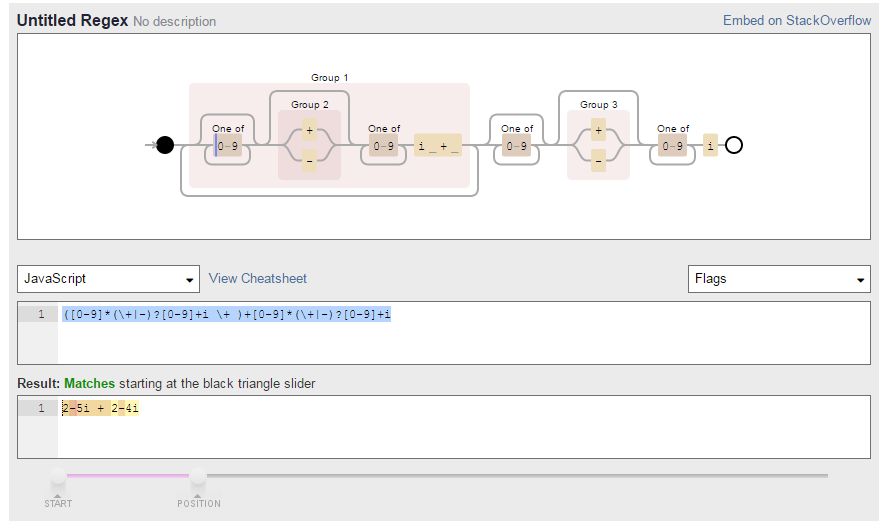 Untitled Regex No description Embed on StackOverflow
Group 1
Group 2 Group 3
One of One of One of One of
+ +
0-9 0-9 i _ + _ 0-9 0-9 i
- -
JavaScript View Cheatsheet Flags
1 ([0-9]*(\+|-)?[0-9]+i \+ )+[0-9]*(\+|-)?[0-9]+i
Result: Matches starting at the black triangle slider
1 2-5i + 2-4i
START POSITION